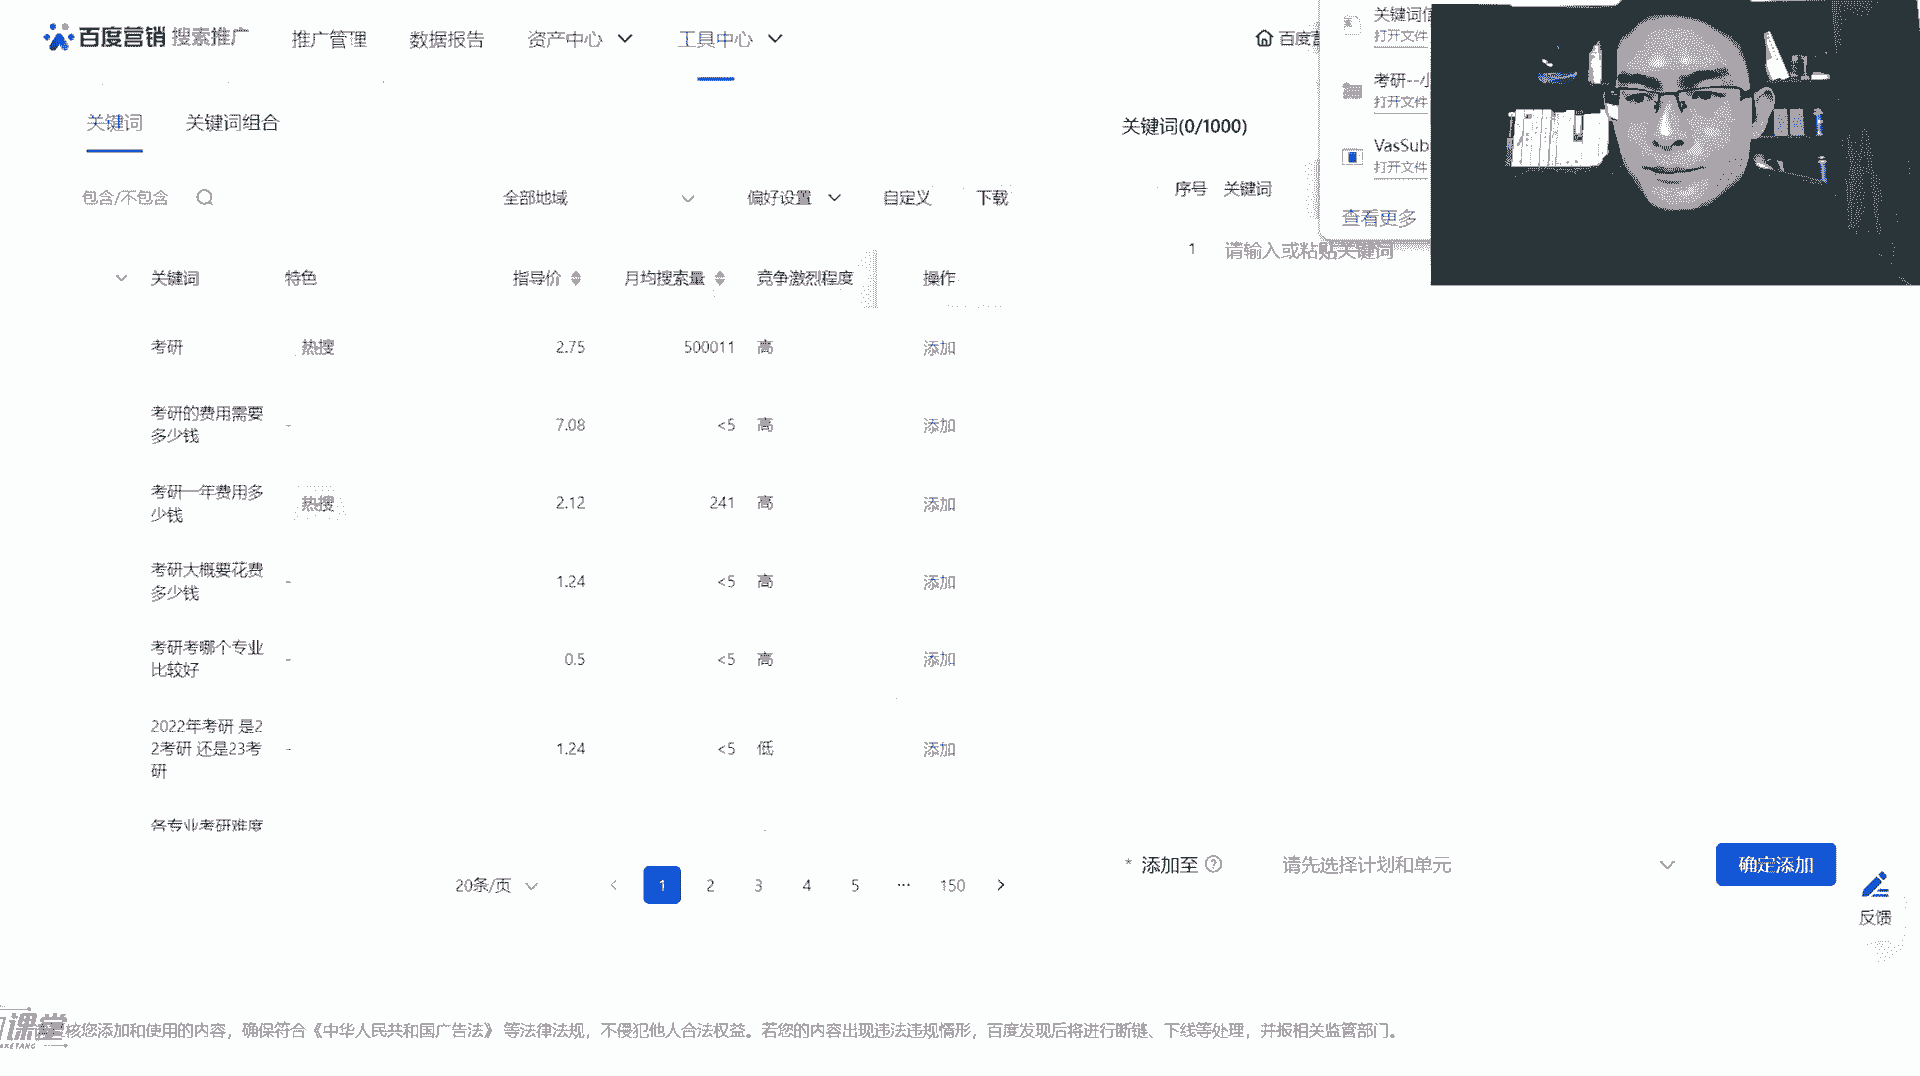 百度营销 搜索推广 推广管理 数据报告 资产中心 工具中心
关键词 关键词组合
包含/不包含 全部地域 偏好设置 自定义 下载
关键词 特色 指导价 月均搜索量 竞争激烈程度 操作
考研 热搜 2.75 500011 高 添加
考研的费用需要
多少钱 - 7.08 <5 高 添加
考研一年费用多
少钱 热搜 2.12 241 高 添加
考研大概要花费
多少钱 - 1.24 <5 高 添加
考研考哪个专业
比较好 - 0.5 <5 高 添加
2022年考研 是2
2考研 还是23考
研 - 1.24 <5 低 添加
各专业考研难度
20条/页 1 2 3 4 5 ··· 150
百度营
关键词(0/1000)
序号 关键词
1 请输入或粘贴关键词
关键词信
打开文件
考研--小
打开文件
VasSub
打开文件
查看更多
* 添加至 请先选择计划和单元 确定添加
反馈
课堂
核您添加和使用的内容，确保符合《中华人民共和国广告法》 等法律法规，不侵犯他人合法权益。若您的内容出现违法违规情形，百度发现后将进行断链、下线等处理，并报相关监管部门。